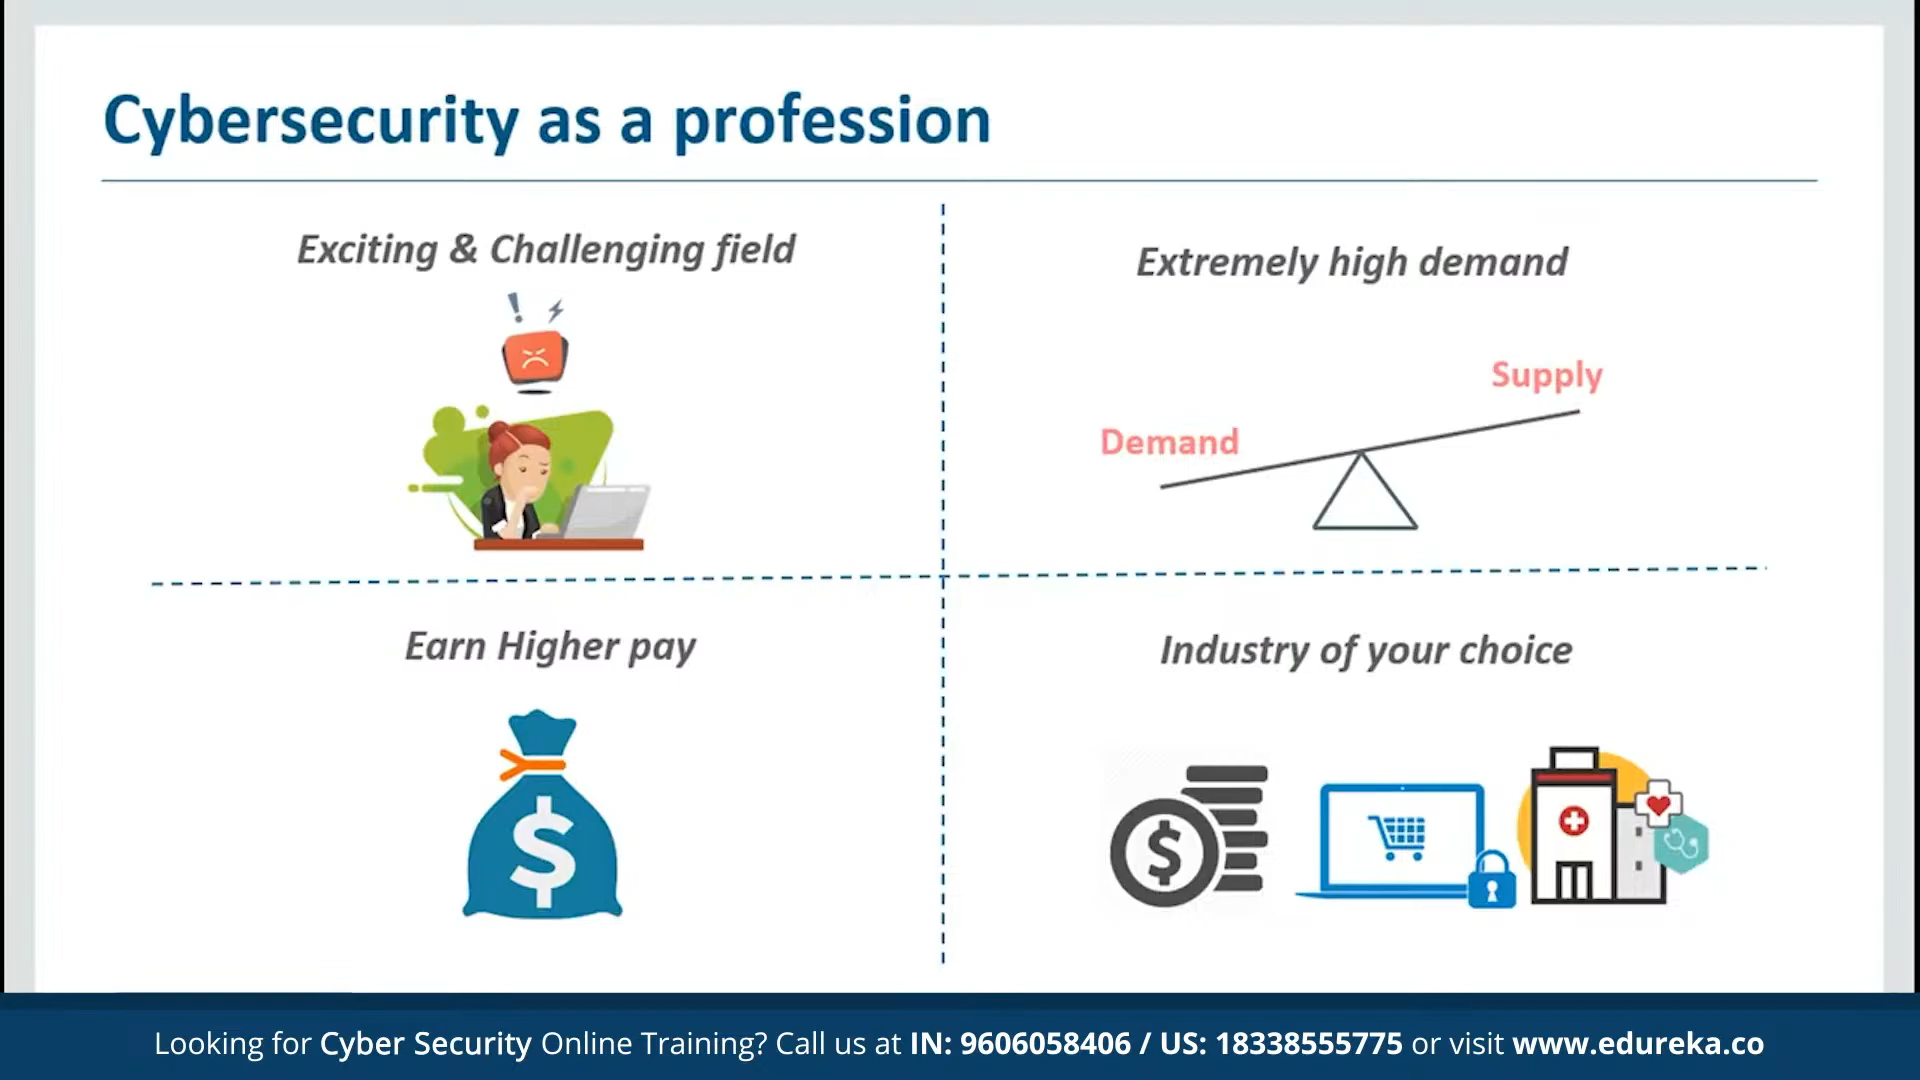 Cybersecurity as a profession
Exciting & Challenging field
Extremely high demand
Supply
Demand
Earn Higher pay
Industry of your choice
Looking for Cyber Security Online Training? Call us at IN: 9606058406 / US: 18338555775 or visit www.edureka.co